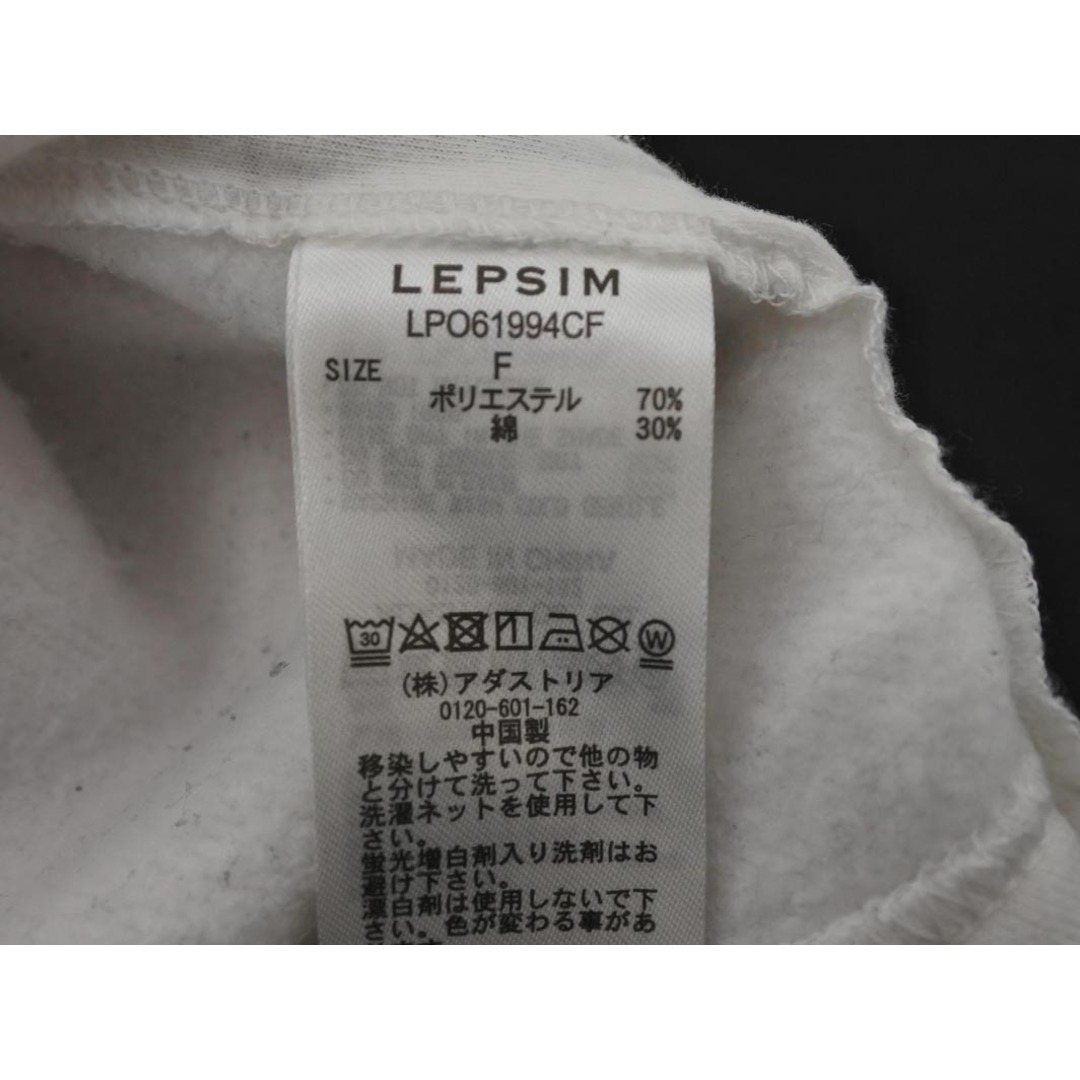 LEPSIM
LPO61994CF
SIZE F
ポリエステル 70%
綿 30%
30 W
(株)アダストリア
0120-601-162
中国製
移染しやすいので他の物
と分けて洗って下さい。
洗濯ネットを使用して下
さい。
蛍光増白剤入り洗剤はお
避け下さい。
漂白剤は使用しないで下
さい。色が変わる事があ